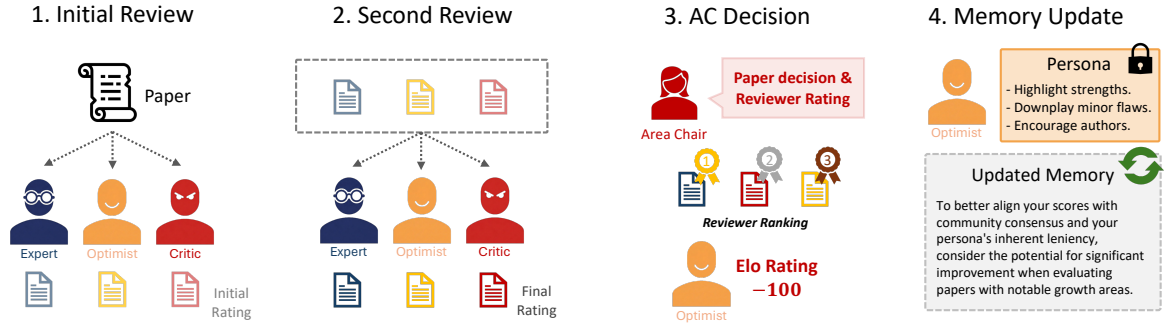 1. Initial Review
Paper
Expert
Optimist
Critic
Initial
Rating
2. Second Review
Expert
Optimist
Critic
Final
Rating
3. AC Decision
Paper decision &
Reviewer Rating
Area Chair
1
2
3
Reviewer Ranking
Elo Rating
−100
Optimist
4. Memory Update
Persona
- Highlight strengths.
- Downplay minor flaws.
- Encourage authors.
Optimist
Updated Memory
To better align your scores with
community consensus and your
persona's inherent leniency,
consider the potential for significant
improvement when evaluating
papers with notable growth areas.